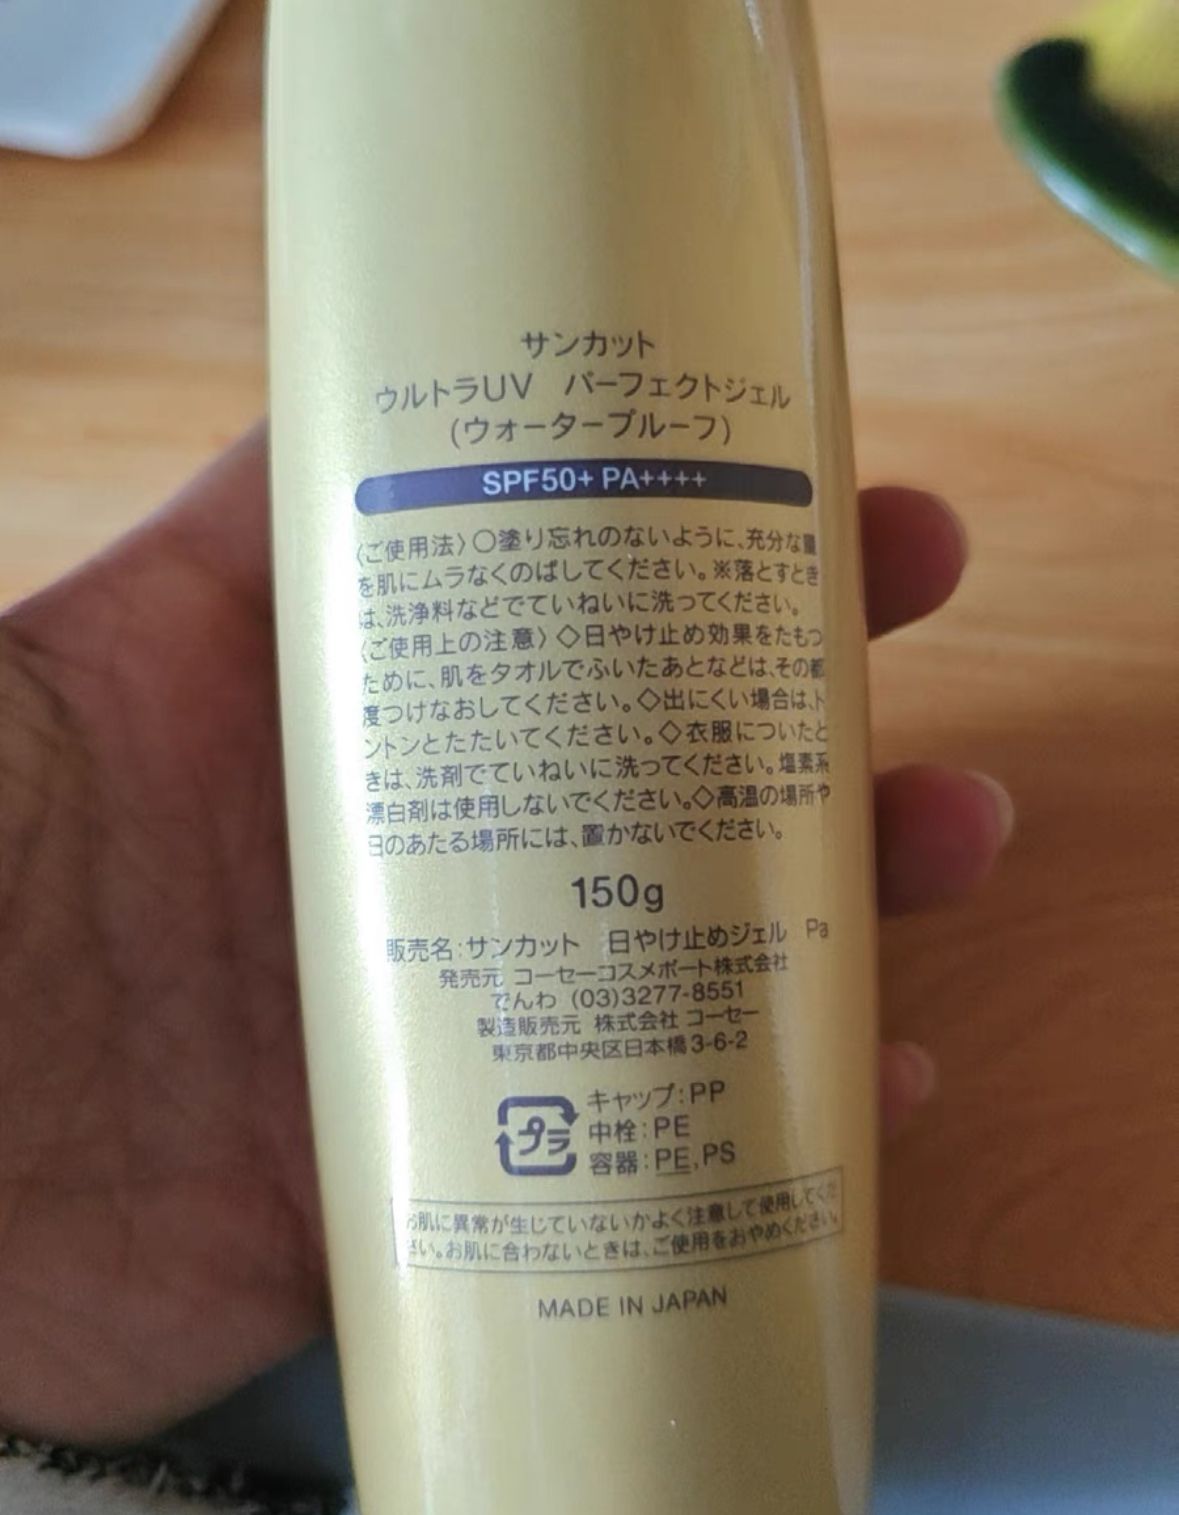 サンカット
ウルトラUV パーフェクトジェル
(ウォータープルーフ)
SPF50+ PA++++
〈ご使用法〉○塗り忘れのないように、充分な量
を肌にムラなくのばしてください。※落とすとき
は、洗浄料などでていねいに洗ってください。
〈ご使用上の注意〉◇日やけ止め効果をたもつ
ために、肌をタオルでふいたあとなどは、その都
度つけなおしてください。◇出にくい場合は、ト
ントンとたたいてください。◇衣服についたと
きは、洗剤でていねいに洗ってください。塩素系
漂白剤は使用しないでください。◇高温の場所や
日のあたる場所には、置かないでください。
150g
販売名:サンカット 日やけ止めジェル Pa
発売元 コーセーコスメポート株式会社
でんわ (03)3277-8551
製造販売元 株式会社 コーセー
東京都中央区日本橋3-6-2
プラ
キャップ:PP
中栓:PE
容器:PE,PS
お肌に異常が生じていないかよく注意して使用してくだ
さい。お肌に合わないときは、ご使用をおやめください。
MADE IN JAPAN